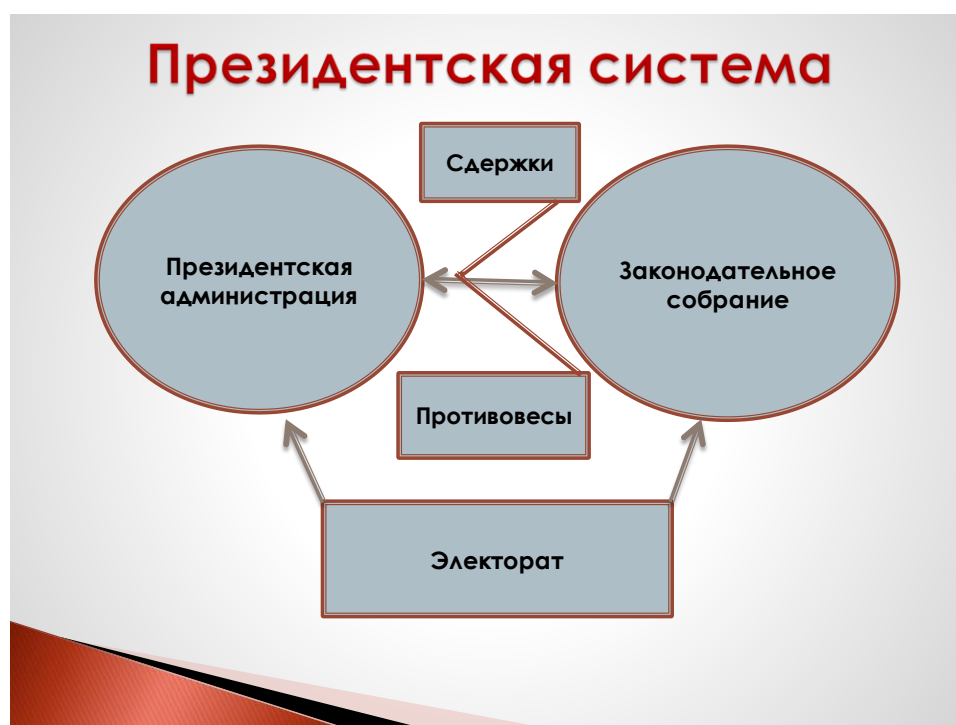 Президентская система
Сдержки
Президентская
администрация
Законодательное
собрание
Противовесы
Электорат